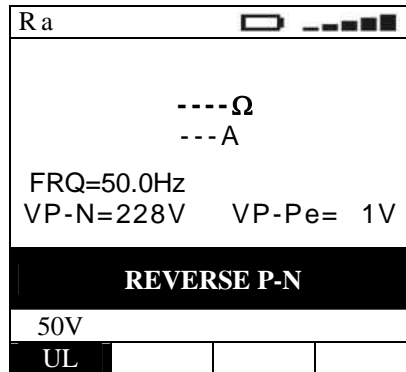 Ra
----Ω
---A
FRQ=50.0Hz
VP-N=228V VP-Pe= 1V
REVERSE P-N
50V
UL